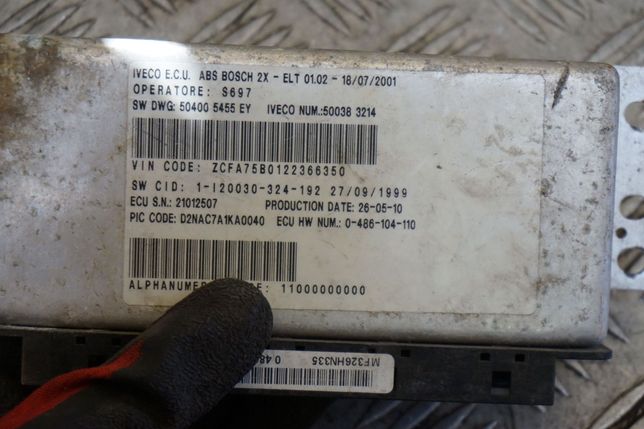 IVECO E.C.U. ABS BOSCH 2X - ELT 01.02 - 18/07/2001
OPERATORE: S697
SW DWG: 50400 5455 EY IVECO NUM.:50038 3214
VIN CODE: ZCFA75B0122366350
SW CID: 1-120030-324-192 27/09/1999
ECU S.N.: 21012507 PRODUCTION DATE: 26-05-10
PIC CODE: D2NAC7A1KA0040 ECU HW NUM.: 0-486-104-110
11000000000
MF326HN335